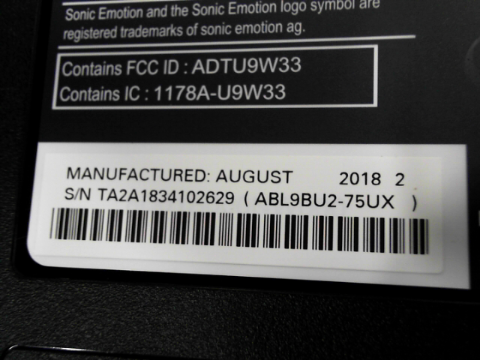 Sonic Emotion and the Sonic Emotion logo symbol are
registered trademarks of sonic emotion ag.
Contains FCC ID : ADTU9W33
Contains IC : 1178A-U9W33
MANUFACTURED: AUGUST 2018 2
S/N TA2A1834102629 ( ABL9BU2-75UX )